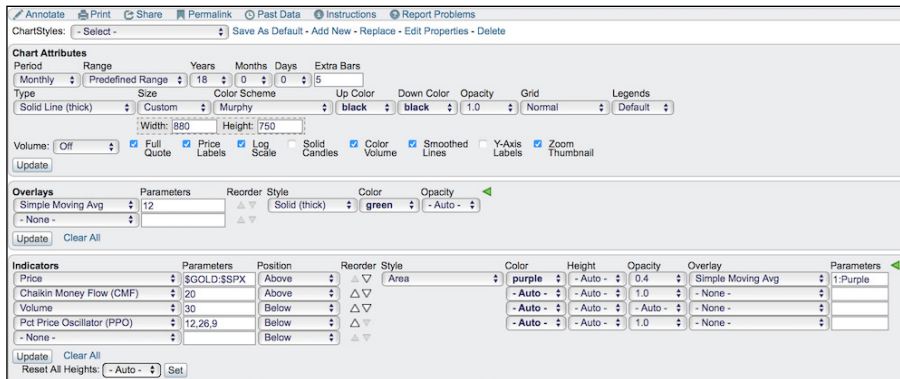 Annotate Print Share Permalink Past Data Instructions Report Problems
ChartStyles: - Select - Save As Default - Add New - Replace - Edit Properties - Delete
Chart Attributes
Period Range Years Months Days Extra Bars
Monthly Predefined Range 18 0 0 5
Type Size Color Scheme Up Color Down Color Opacity Grid Legends
Solid Line (thick) Custom Murphy black black 1.0 Normal Default
Width: 880 Height: 750
Volume: Off Full Quote Price Labels Log Scale Solid Candles Color Volume Smoothed Lines Y-Axis Labels Zoom Thumbnail
Update
Overlays Parameters Reorder Style Color Opacity
Simple Moving Avg 12 Solid (thick) green - Auto -
- None -
Update Clear All
Indicators Parameters Position Reorder Style Color Height Opacity Overlay Parameters
Price $GOLD:$SPX Above Area purple - Auto - 0.4 Simple Moving Avg 1:Purple
Chaikin Money Flow (CMF) 20 Above - Auto - - Auto - 1.0 - None -
Volume 30 Below - Auto - - Auto - - Auto - - None -
Pct Price Oscillator (PPO) 12,26,9 Below - Auto - - Auto - 1.0 - None -
- None - Below
Update Clear All
Reset All Heights: - Auto - Set